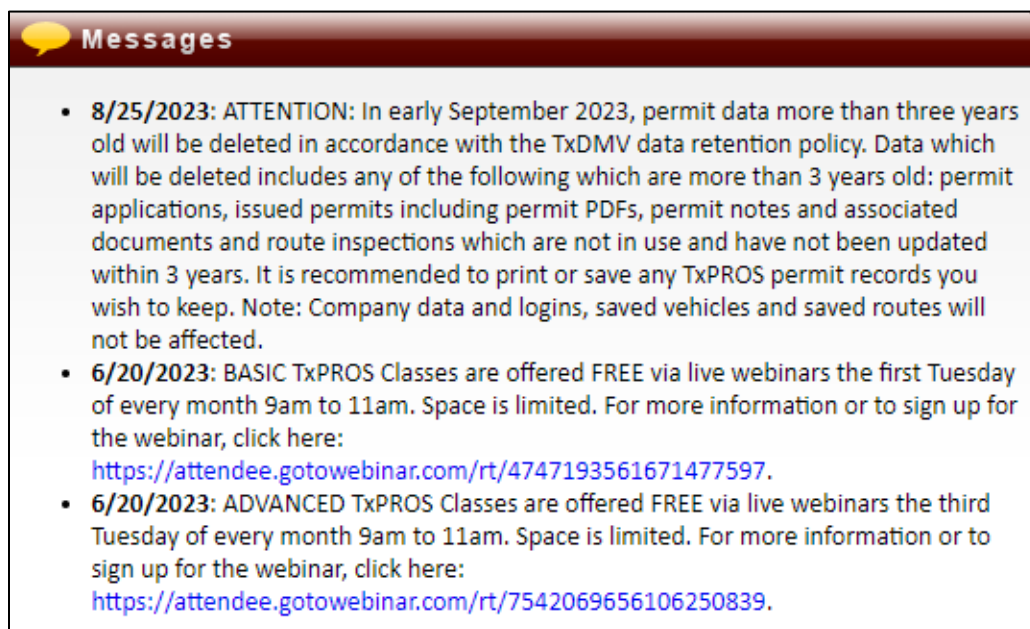 Messages
• 8/25/2023: ATTENTION: In early September 2023, permit data more than three years
old will be deleted in accordance with the TxDMV data retention policy. Data which
will be deleted includes any of the following which are more than 3 years old: permit
applications, issued permits including permit PDFs, permit notes and associated
documents and route inspections which are not in use and have not been updated
within 3 years. It is recommended to print or save any TxPROS permit records you
wish to keep. Note: Company data and logins, saved vehicles and saved routes will
not be affected.
• 6/20/2023: BASIC TxPROS Classes are offered FREE via live webinars the first Tuesday
of every month 9am to 11am. Space is limited. For more information or to sign up for
the webinar, click here:
https://attendee.gotowebinar.com/rt/4747193561671477597.
• 6/20/2023: ADVANCED TxPROS Classes are offered FREE via live webinars the third
Tuesday of every month 9am to 11am. Space is limited. For more information or to
sign up for the webinar, click here:
https://attendee.gotowebinar.com/rt/7542069656106250839.